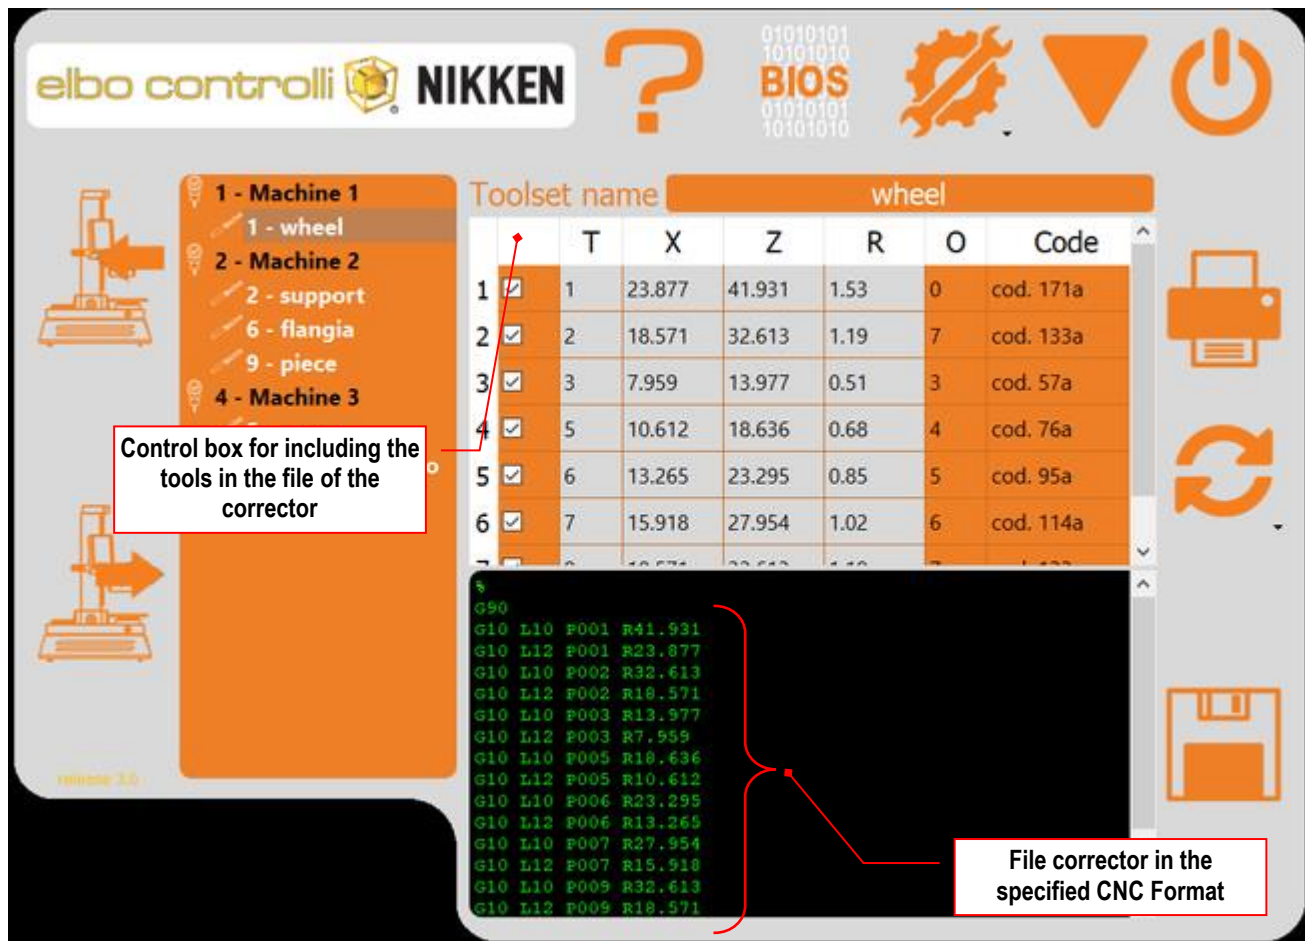 elbo controlli NIKKEN
01010101
10101010
BIOS
01010101
10101010
1 - Machine 1
1 - wheel
2 - Machine 2
2 - support
6 - flangia
9 - piece
4 - Machine 3
Control box for including the
tools in the file of the
corrector
release 3.0
Toolset name wheel
T X Z R O Code
1 1 23.877 41.931 1.53 0 cod. 171a
2 2 18.571 32.613 1.19 7 cod. 133a
3 3 7.959 13.977 0.51 3 cod. 57a
4 5 10.612 18.636 0.68 4 cod. 76a
5 6 13.265 23.295 0.85 5 cod. 95a
6 7 15.918 27.954 1.02 6 cod. 114a
%
G90
G10 L10 P001 R41.931
G10 L12 P001 R23.877
G10 L10 P002 R32.613
G10 L12 P002 R18.571
G10 L10 P003 R13.977
G10 L12 P003 R7.959
G10 L10 P005 R18.636
G10 L12 P005 R10.612
G10 L10 P006 R23.295
G10 L12 P006 R13.265
G10 L10 P007 R27.954
G10 L12 P007 R15.918
G10 L10 P009 R32.613
G10 L12 P009 R18.571
File corrector in the
specified CNC Format